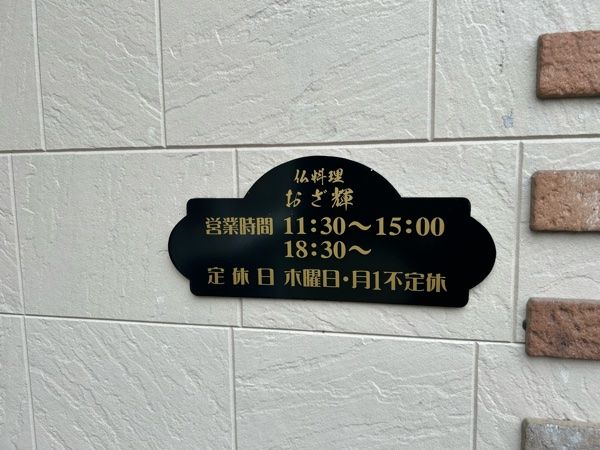 仏料理
おざ輝
営業時間 11:30〜15:00
18:30〜
定休日 木曜日・月1不定休